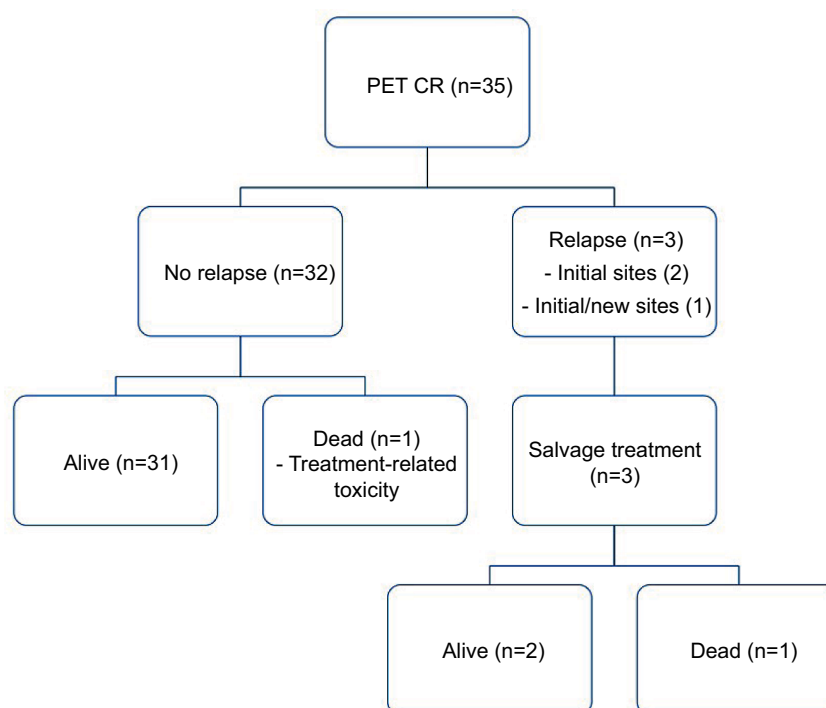 PET CR (n=35)
No relapse (n=32)
Relapse (n=3)
- Initial sites (2)
- Initial/new sites (1)
Alive (n=31)
Dead (n=1)
- Treatment-related
toxicity
Salvage treatment
(n=3)
Alive (n=2)
Dead (n=1)